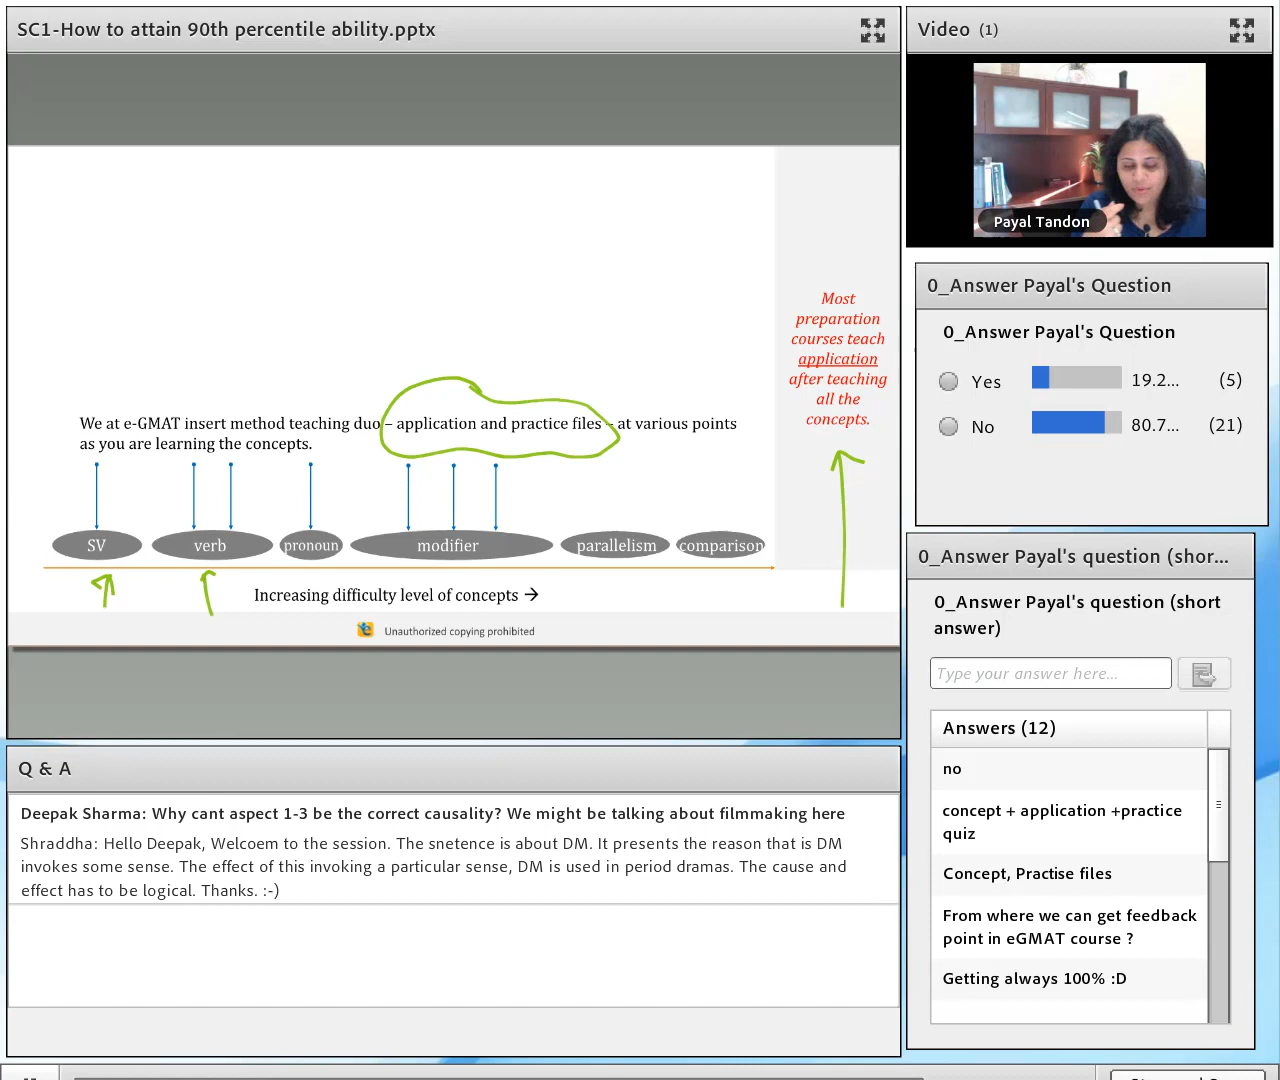 SC1-How to attain 90th percentile ability.pptx
We at e-GMAT insert method teaching duo – application and practice files – at various points
as you are learning the concepts.
SV
verb
pronoun
modifier
parallelism
comparison
Increasing difficulty level of concepts →
Unauthorized copying prohibited
Most
preparation
courses teach
application
after teaching
all the
concepts.
Video (1)
Payal Tandon
0_Answer Payal's Question
0_Answer Payal's Question
Yes 19.2... (5)
No 80.7... (21)
0_Answer Payal's question (shor...
0_Answer Payal's question (short
answer)
Type your answer here...
Answers (12)
no
concept + application +practice
quiz
Concept, Practise files
From where we can get feedback
point in eGMAT course ?
Getting always 100% :D
Q & A
Deepak Sharma: Why cant aspect 1-3 be the correct causality? We might be talking about filmmaking here
Shraddha: Hello Deepak, Welcoem to the session. The snetence is about DM. It presents the reason that is DM
invokes some sense. The effect of this invoking a particular sense, DM is used in period dramas. The cause and
effect has to be logical. Thanks. :-)